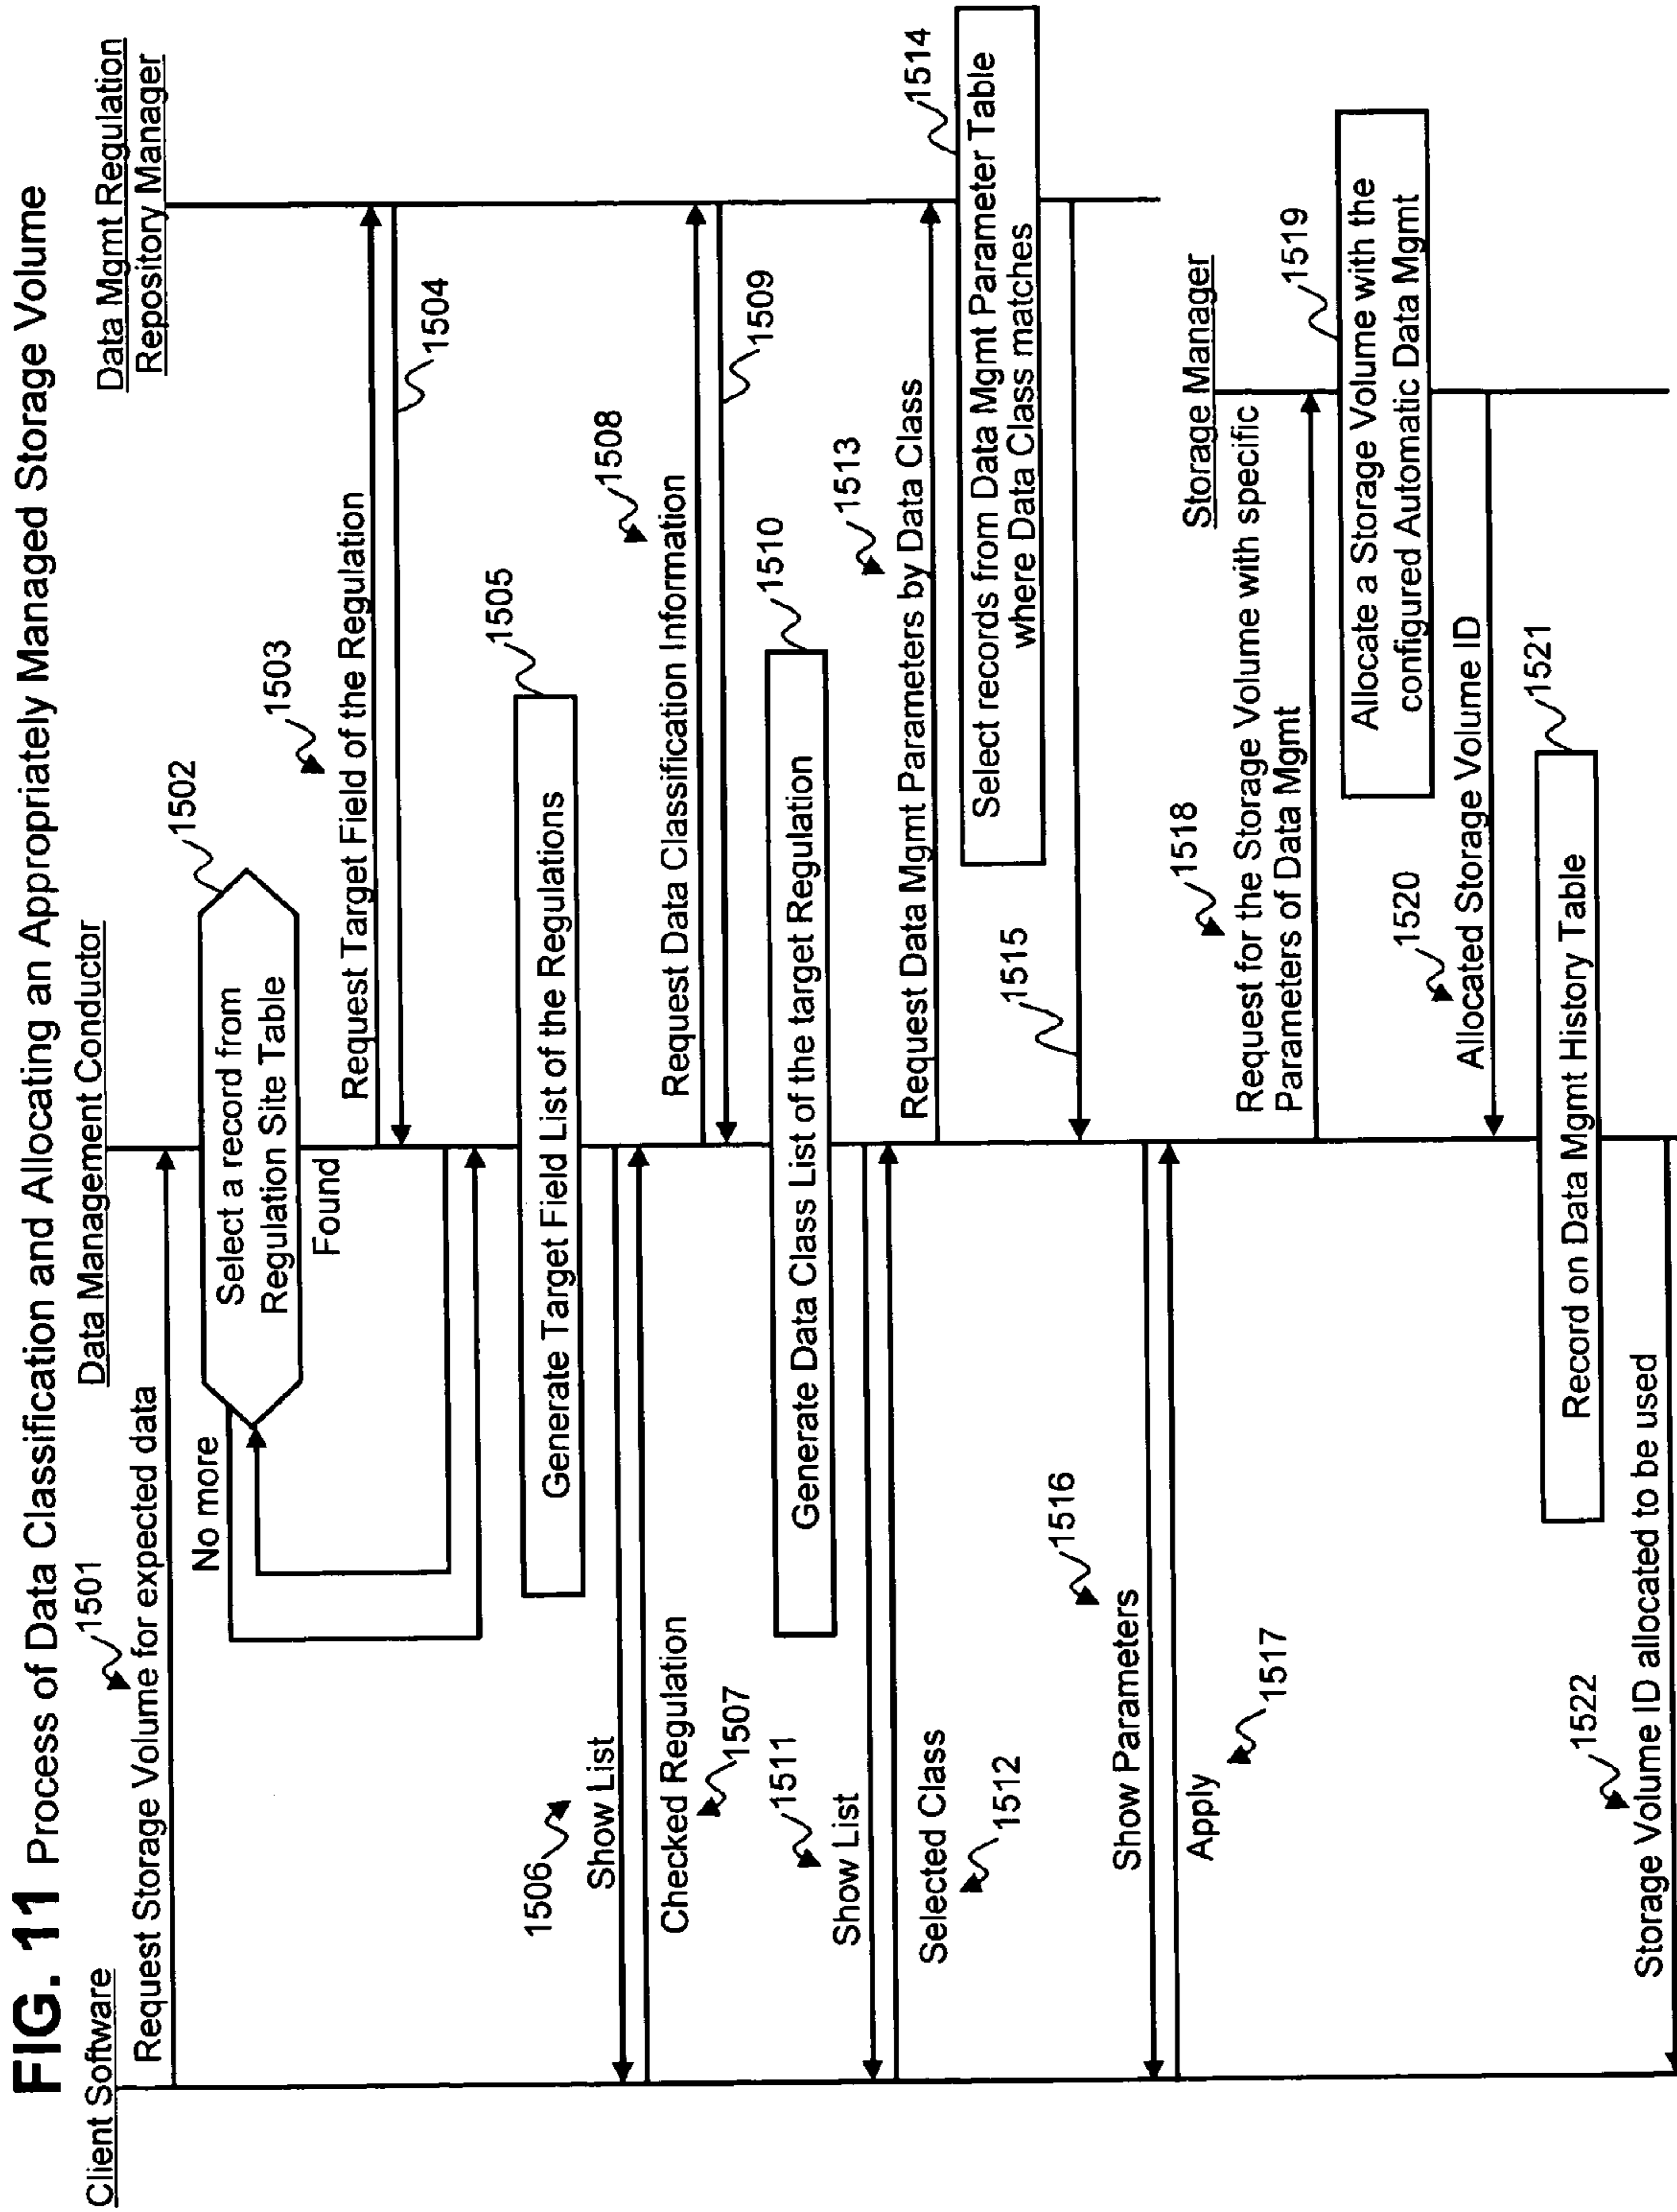 FIG. 11 Process of Data Classification and Allocating an Appropriately Managed Storage Volume
Client Software
Data Management Conductor
Data Mgmt Regulation
Repository Manager
1501
Request Storage Volume for expected data
1502
Select a record from
Regulation Site Table
No more
Found
1503
Request Target Field of the Regulation
1504
1505
Generate Target Field List of the Regulations
1506
Show List
Checked Regulation
1507
1508
Request Data Classification Information
1509
1510
Generate Data Class List of the target Regulation
1511
Show List
Selected Class
1512
1513
Request Data Mgmt Parameters by Data Class
1514
Select records from Data Mgmt Parameter Table
where Data Class matches
1515
1516
Show Parameters
Apply
1517
Storage Manager
1518
Request for the Storage Volume with specific
Parameters of Data Mgmt
1519
Allocate a Storage Volume with the
configured Automatic Data Mgmt
1520
Allocated Storage Volume ID
1521
Record on Data Mgmt History Table
1522
Storage Volume ID allocated to be used